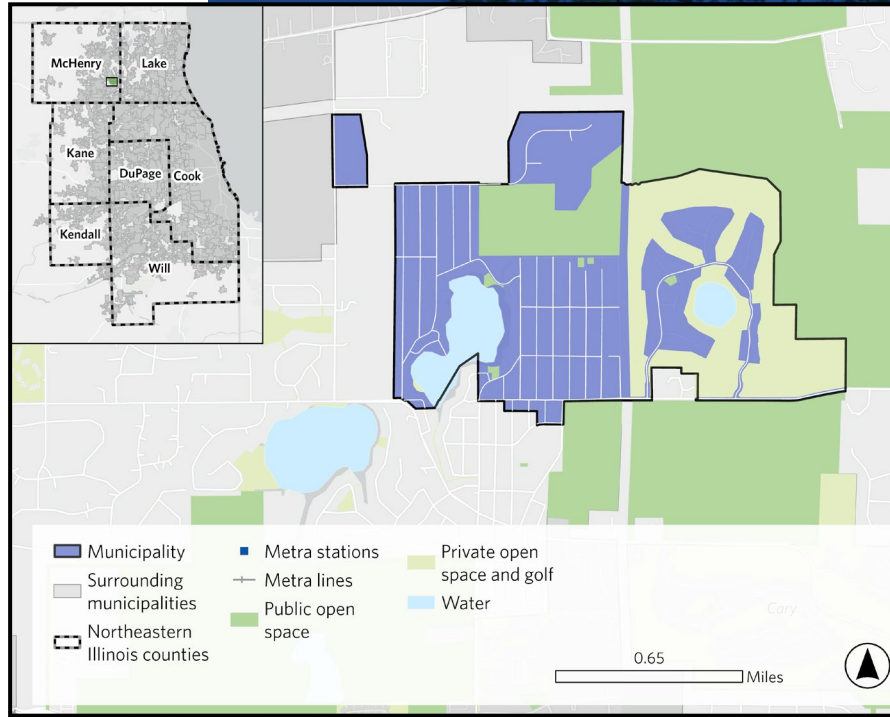 McHenry
Lake
Kane
DuPage
Cook
Kendall
Will
Municipality
Surrounding
municipalities
Northeastern
Illinois counties
Metra stations
Metra lines
Public open
space
Private open
space and golf
Water
Cary
0.65
Miles